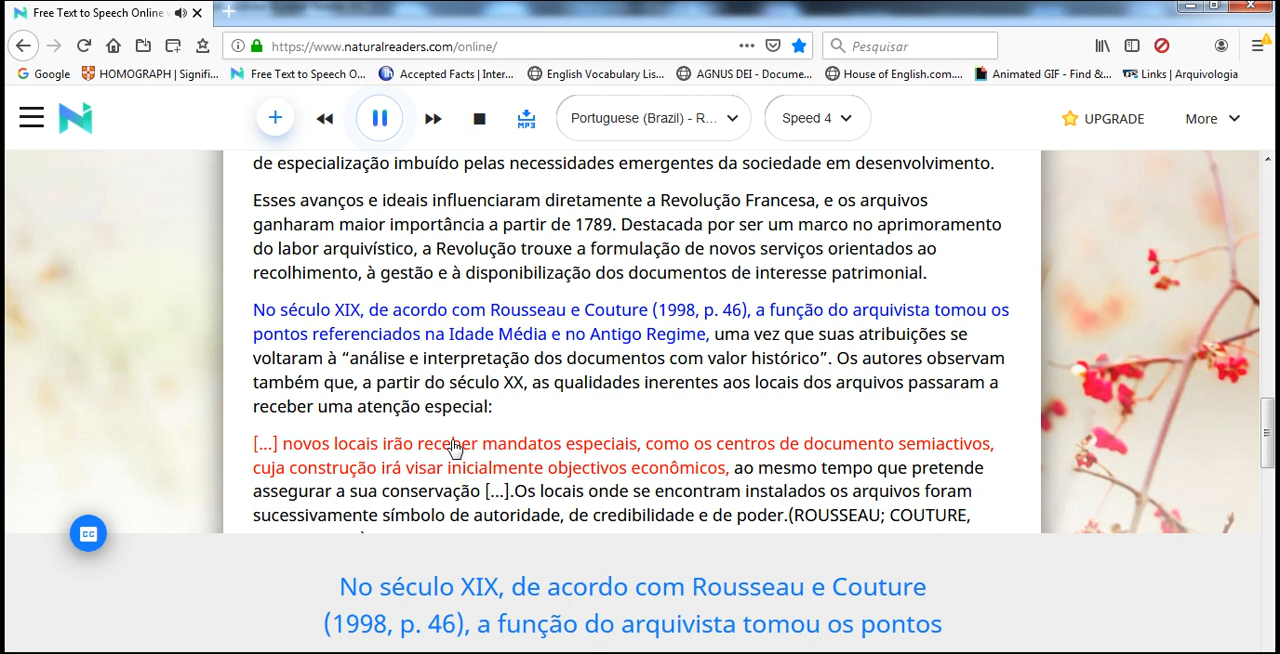 Free Text to Speech Online
https://www.naturalreaders.com/online/
Pesquisar
Google
HOMOGRAPH | Signifi...
Free Text to Speech O...
Accepted Facts | Inter...
English Vocabulary Lis...
AGNUS DEI - Docume...
House of English.com....
Animated GIF - Find &...
Links | Arquivologia
MP3
Portuguese (Brazil) - R...
Speed 4
UPGRADE
More
de especialização imbuído pelas necessidades emergentes da sociedade em desenvolvimento.
Esses avanços e ideais influenciaram diretamente a Revolução Francesa, e os arquivos
ganharam maior importância a partir de 1789. Destacada por ser um marco no aprimoramento
do labor arquivístico, a Revolução trouxe a formulação de novos serviços orientados ao
recolhimento, à gestão e à disponibilização dos documentos de interesse patrimonial.
No século XIX, de acordo com Rousseau e Couture (1998, p. 46), a função do arquivista tomou os
pontos referenciados na Idade Média e no Antigo Regime, uma vez que suas atribuições se
voltaram à “análise e interpretação dos documentos com valor histórico”. Os autores observam
também que, a partir do século XX, as qualidades inerentes aos locais dos arquivos passaram a
receber uma atenção especial:
[...] novos locais irão receber mandatos especiais, como os centros de documento semiactivos,
cuja construção irá visar inicialmente objectivos econômicos, ao mesmo tempo que pretende
assegurar a sua conservação [...].Os locais onde se encontram instalados os arquivos foram
sucessivamente símbolo de autoridade, de credibilidade e de poder.(ROUSSEAU; COUTURE,
CC
No século XIX, de acordo com Rousseau e Couture
(1998, p. 46), a função do arquivista tomou os pontos